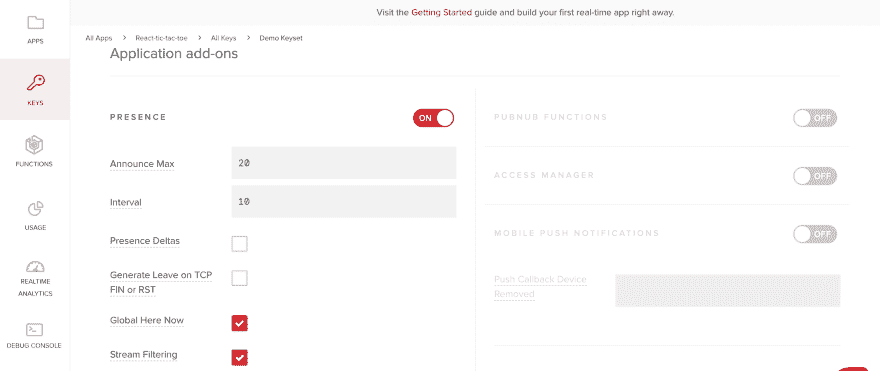 Visit the Getting Started guide and build your first real-time app right away.
APPS
KEYS
FUNCTIONS
USAGE
REALTIME
ANALYTICS
DEBUG CONSOLE
All Apps > React-tic-tac-toe > All Keys > Demo Keyset
Application add-ons
PRESENCE ON
Announce Max 20
Interval 10
Presence Deltas
Generate Leave on TCP
FIN or RST
Global Here Now
Stream Filtering
PUBNUB FUNCTIONS OFF
ACCESS MANAGER OFF
MOBILE PUSH NOTIFICATIONS OFF
Push Callback Device
Removed